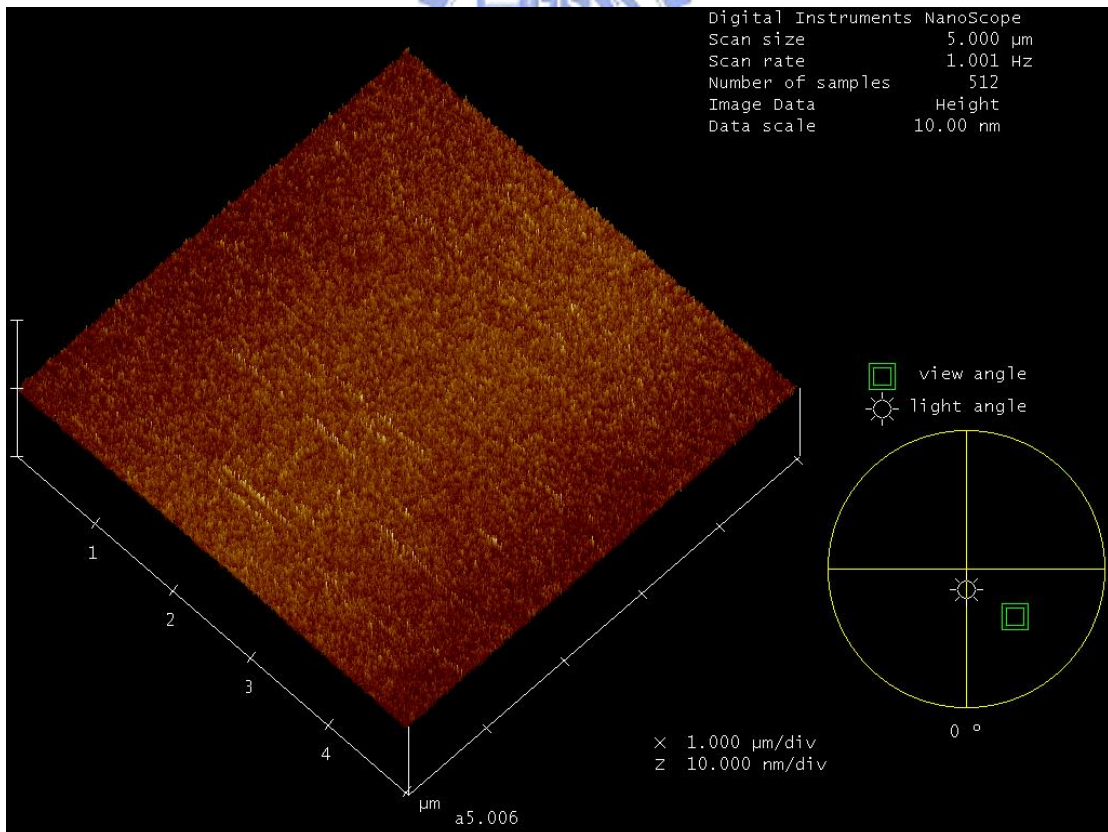 Digital Instruments NanoScope
Scan size 5.000 µm
Scan rate 1.001 Hz
Number of samples 512
Image Data Height
Data scale 10.00 nm
view angle
light angle
1
2
3
4
µm
0 º
X 1.000 µm/div
Z 10.000 nm/div
a5.006